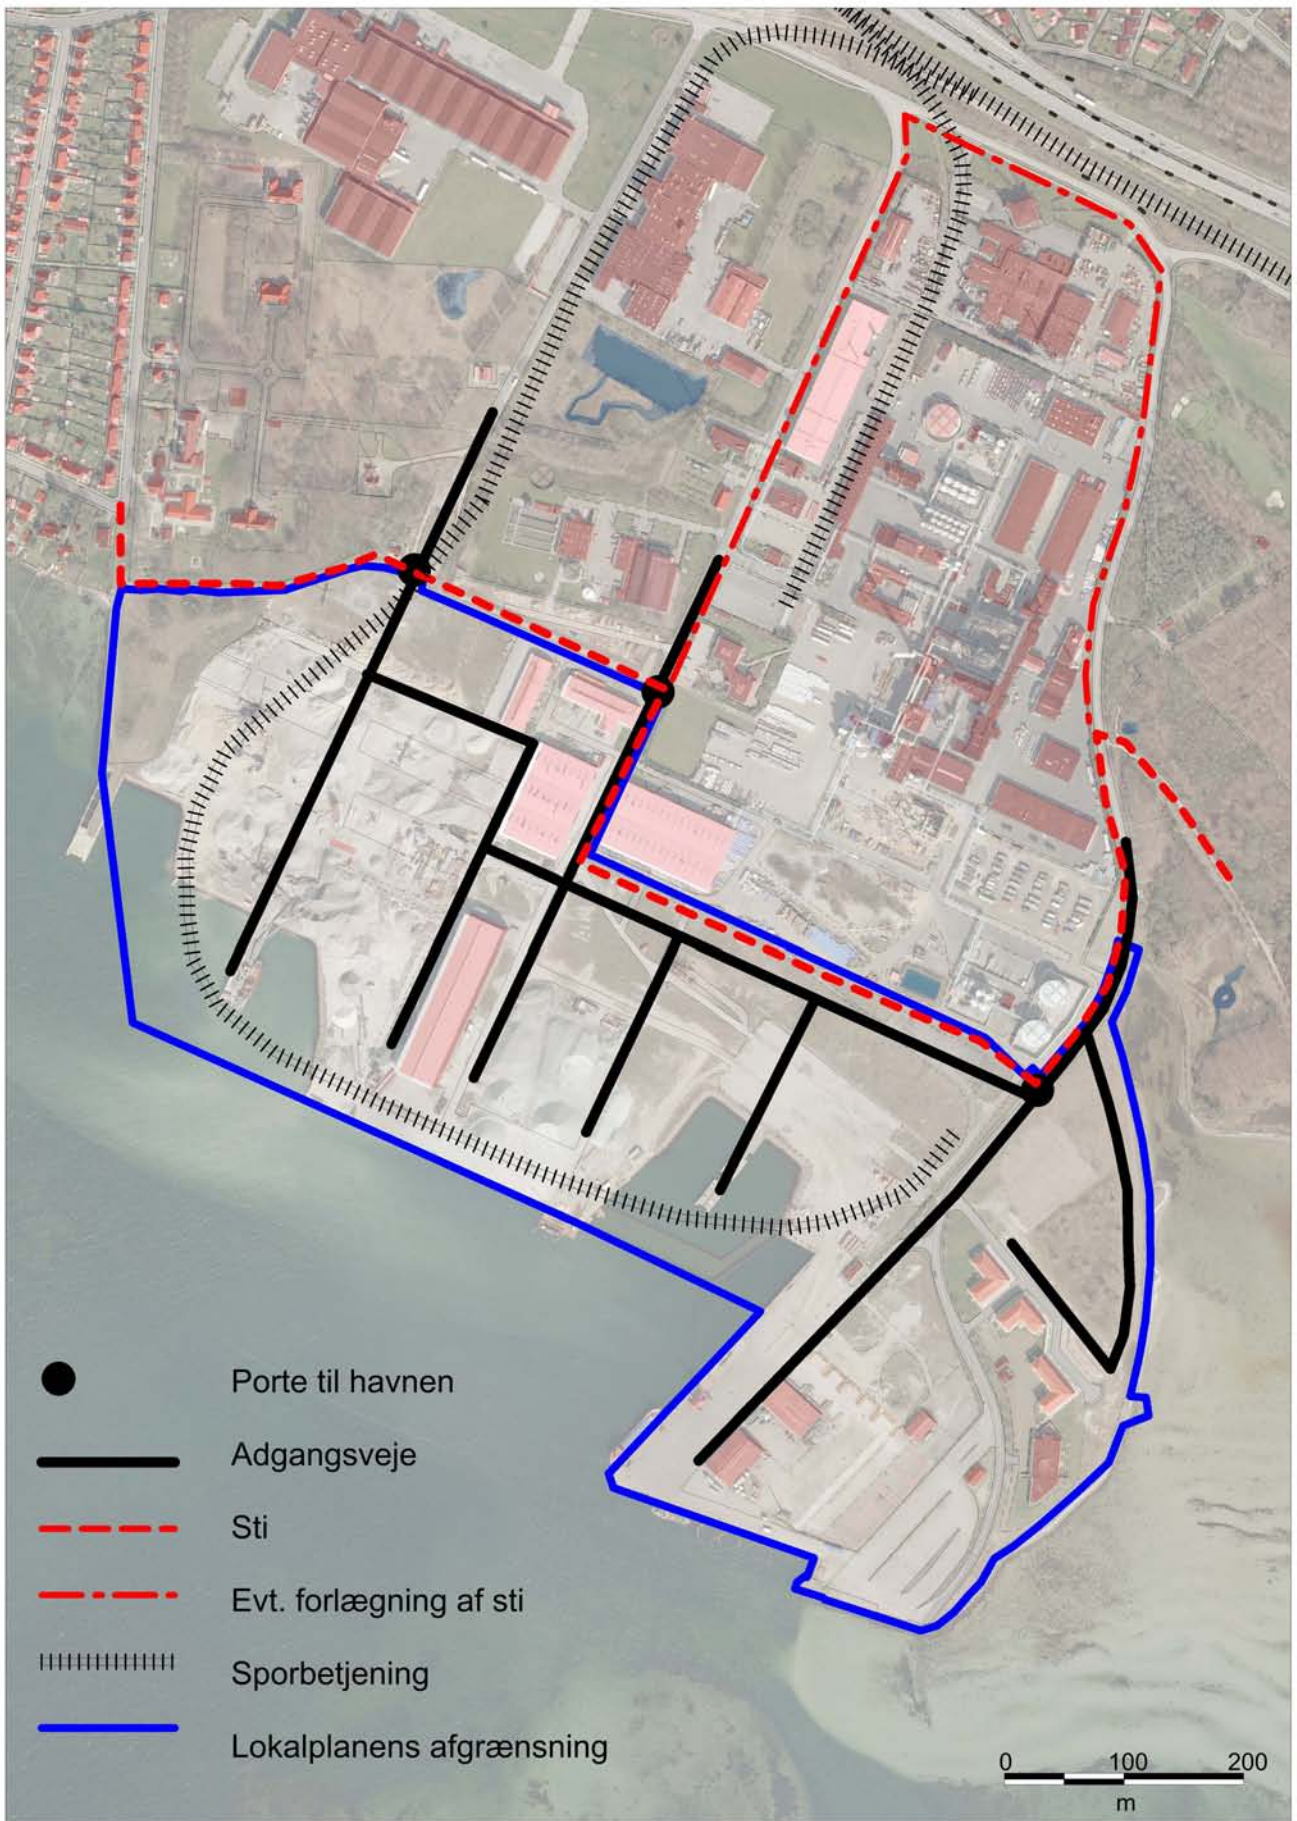 Porte til havnen
Adgangsveje
Sti
Evt. forlægning af sti
Sporbetjening
Lokalplanens afgrænsning
0 100 200
m